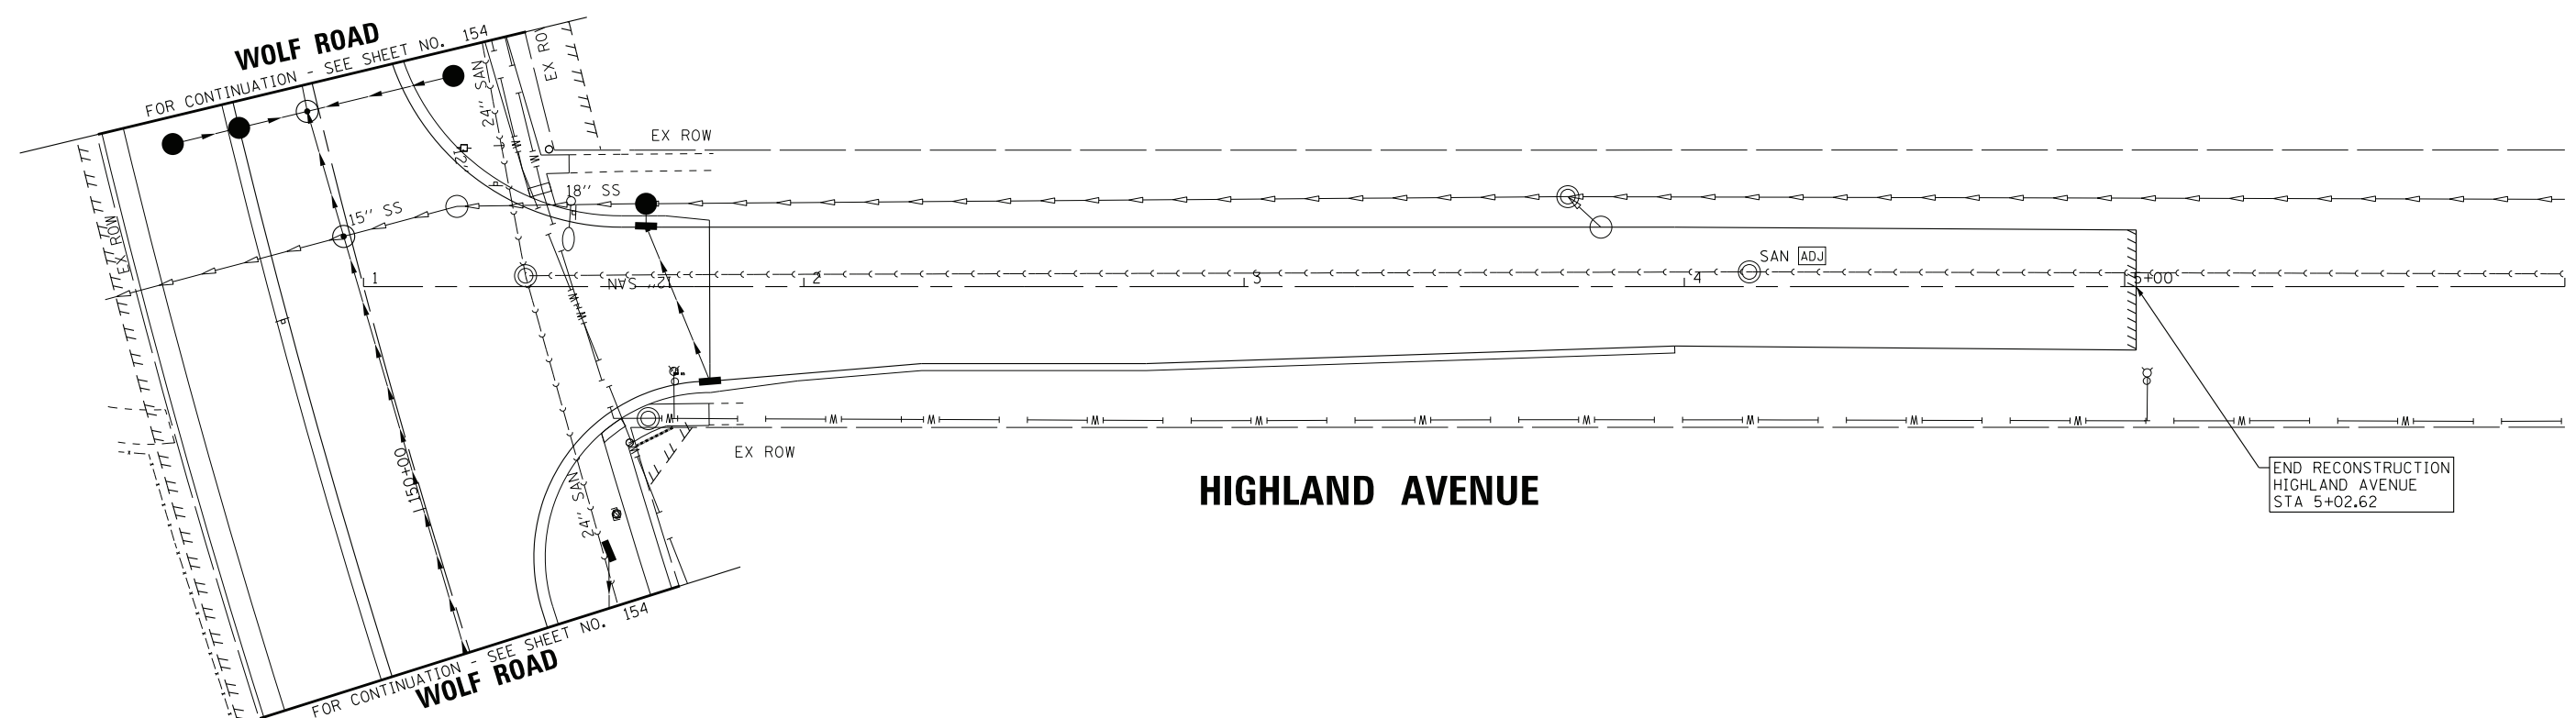 WOLF ROAD
FOR CONTINUATION - SEE SHEET NO. 154
24" SAN
EX ROW
EX ROW
12"
18" SS
15" SS
EX ROW
SAN ADJ
1
2
3
4
5+00
12" SAN
W
150+00
24" SAN
EX ROW
HIGHLAND AVENUE
END RECONSTRUCTION
HIGHLAND AVENUE
STA 5+02.62
FOR CONTINUATION - SEE SHEET NO. 154
WOLF ROAD